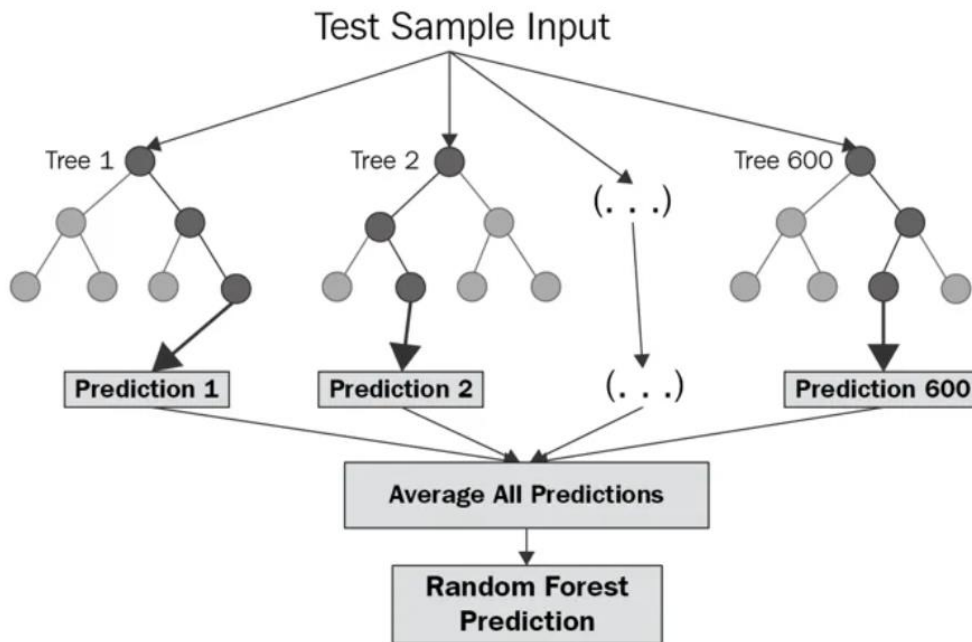 Test Sample Input
Tree 1
Tree 2
(. . .)
Tree 600
Prediction 1
Prediction 2
(. . .)
Prediction 600
Average All Predictions
Random Forest
Prediction